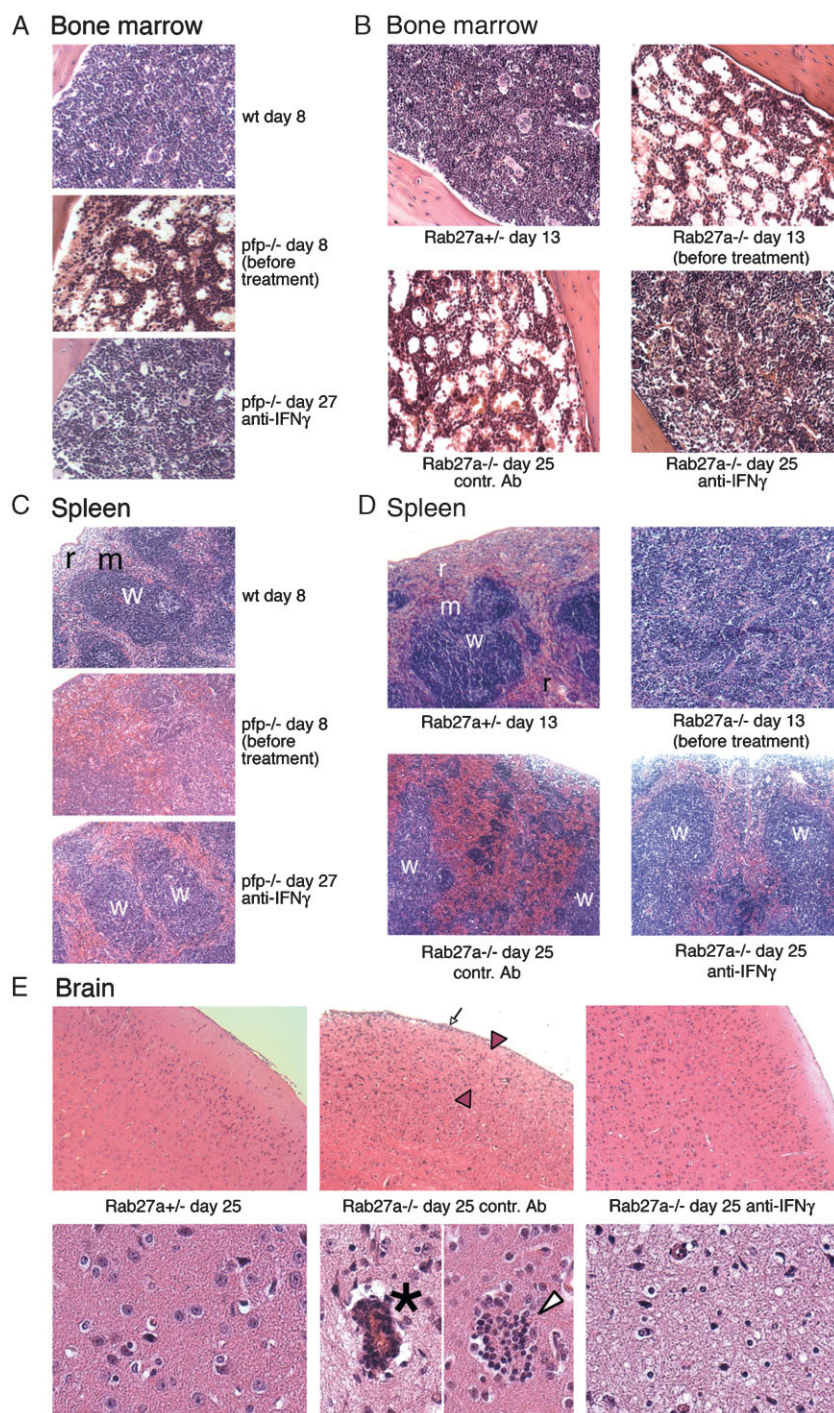 A Bone marrow
wt day 8
pfp-/- day 8
(before
treatment)
pfp-/- day 27
anti-IFNγ
B Bone marrow
Rab27a+/- day 13
Rab27a-/- day 13
(before treatment)
Rab27a-/- day 25
contr. Ab
Rab27a-/- day 25
anti-IFNγ
C Spleen
r m
w
wt day 8
pfp-/- day 8
(before
treatment)
w w
pfp-/- day 27
anti-IFNγ
D Spleen
r
m
w
r
Rab27a+/- day 13
Rab27a-/- day 13
(before treatment)
w
w
Rab27a-/- day 25
contr. Ab
w w
Rab27a-/- day 25
anti-IFNγ
E Brain
Rab27a+/- day 25
Rab27a-/- day 25 contr. Ab
Rab27a-/- day 25 anti-IFNγ
*